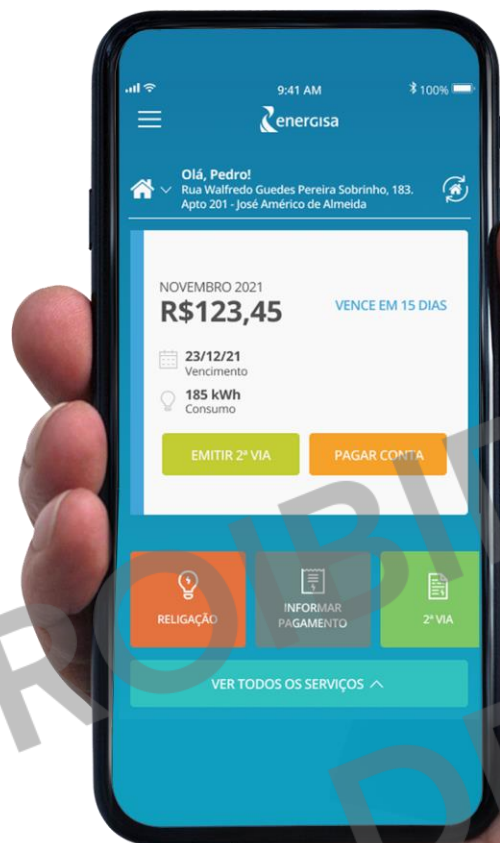 9:41 AM
100%
energisa
Olá, Pedro!
Rua Walfredo Guedes Pereira Sobrinho, 183.
Apto 201 - José Américo de Almeida
NOVEMBRO 2021
R$123,45
VENCE EM 15 DIAS
23/12/21
Vencimento
185 kWh
Consumo
EMITIR 2ª VIA
PAGAR CONTA
RELIGAÇÃO
INFORMAR
PAGAMENTO
2ª VIA
VER TODOS OS SERVIÇOS